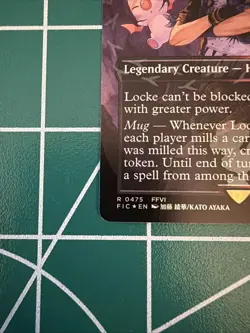 Legendary Creature — H
Locke can't be blocked
with greater power.
Mug — Whenever Loc
each player mills a car
was milled this way, cr
token. Until end of tur
a spell from among th
R 0475 FFVI
FIC★EN 加藤 綾華/KATO AYAKA